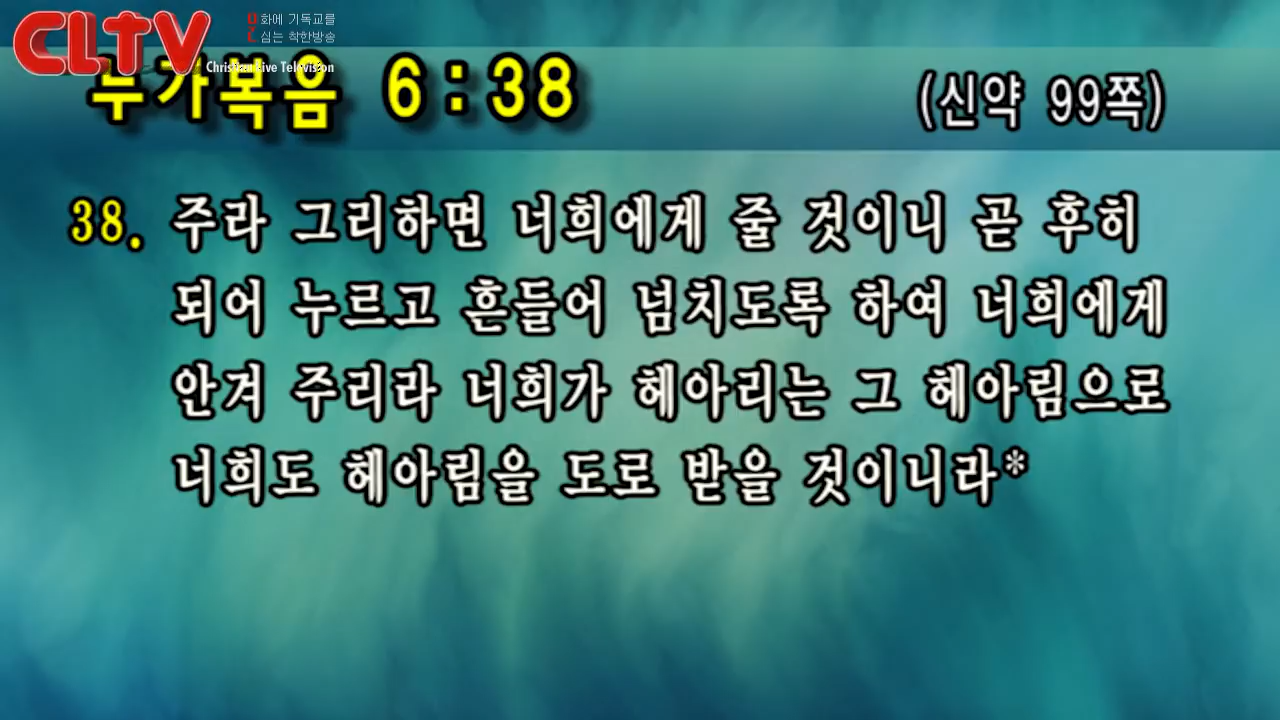 CLTV
문화에 기독교를
심는 착한방송
Christian Live Television
누가복음 6:38
(신약 99쪽)
38. 주라 그리하면 너희에게 줄 것이니 곧 후히
되어 누르고 흔들어 넘치도록 하여 너희에게
안겨 주리라 너희가 헤아리는 그 헤아림으로
너희도 헤아림을 도로 받을 것이니라*